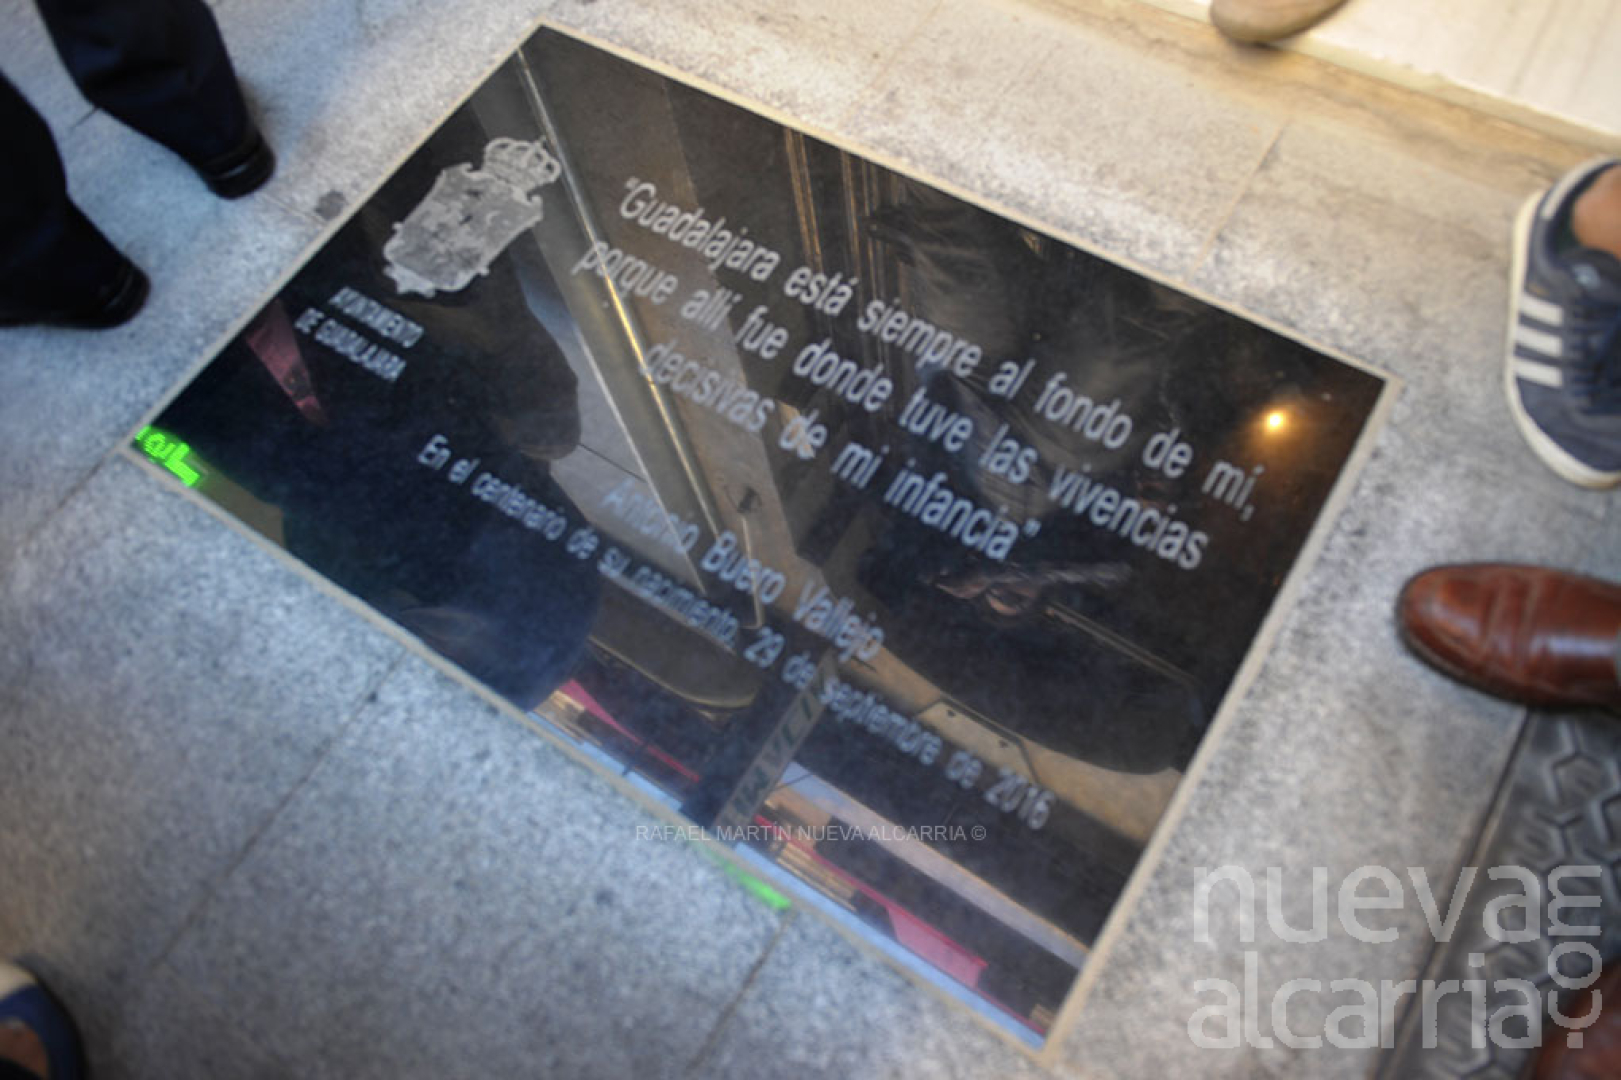 AYUNTAMIENTO
DE GUADALAJARA
"Guadalajara está siempre al fondo de mí,
porque allí fue donde tuve las vivencias
decisivas de mi infancia"
Antonio Buero Vallejo
En el centenario de su nacimiento, 29 de septiembre de 2016
RAFAEL MARTÍN NUEVA ALCARRIA ©
nueva
alcarria
.com